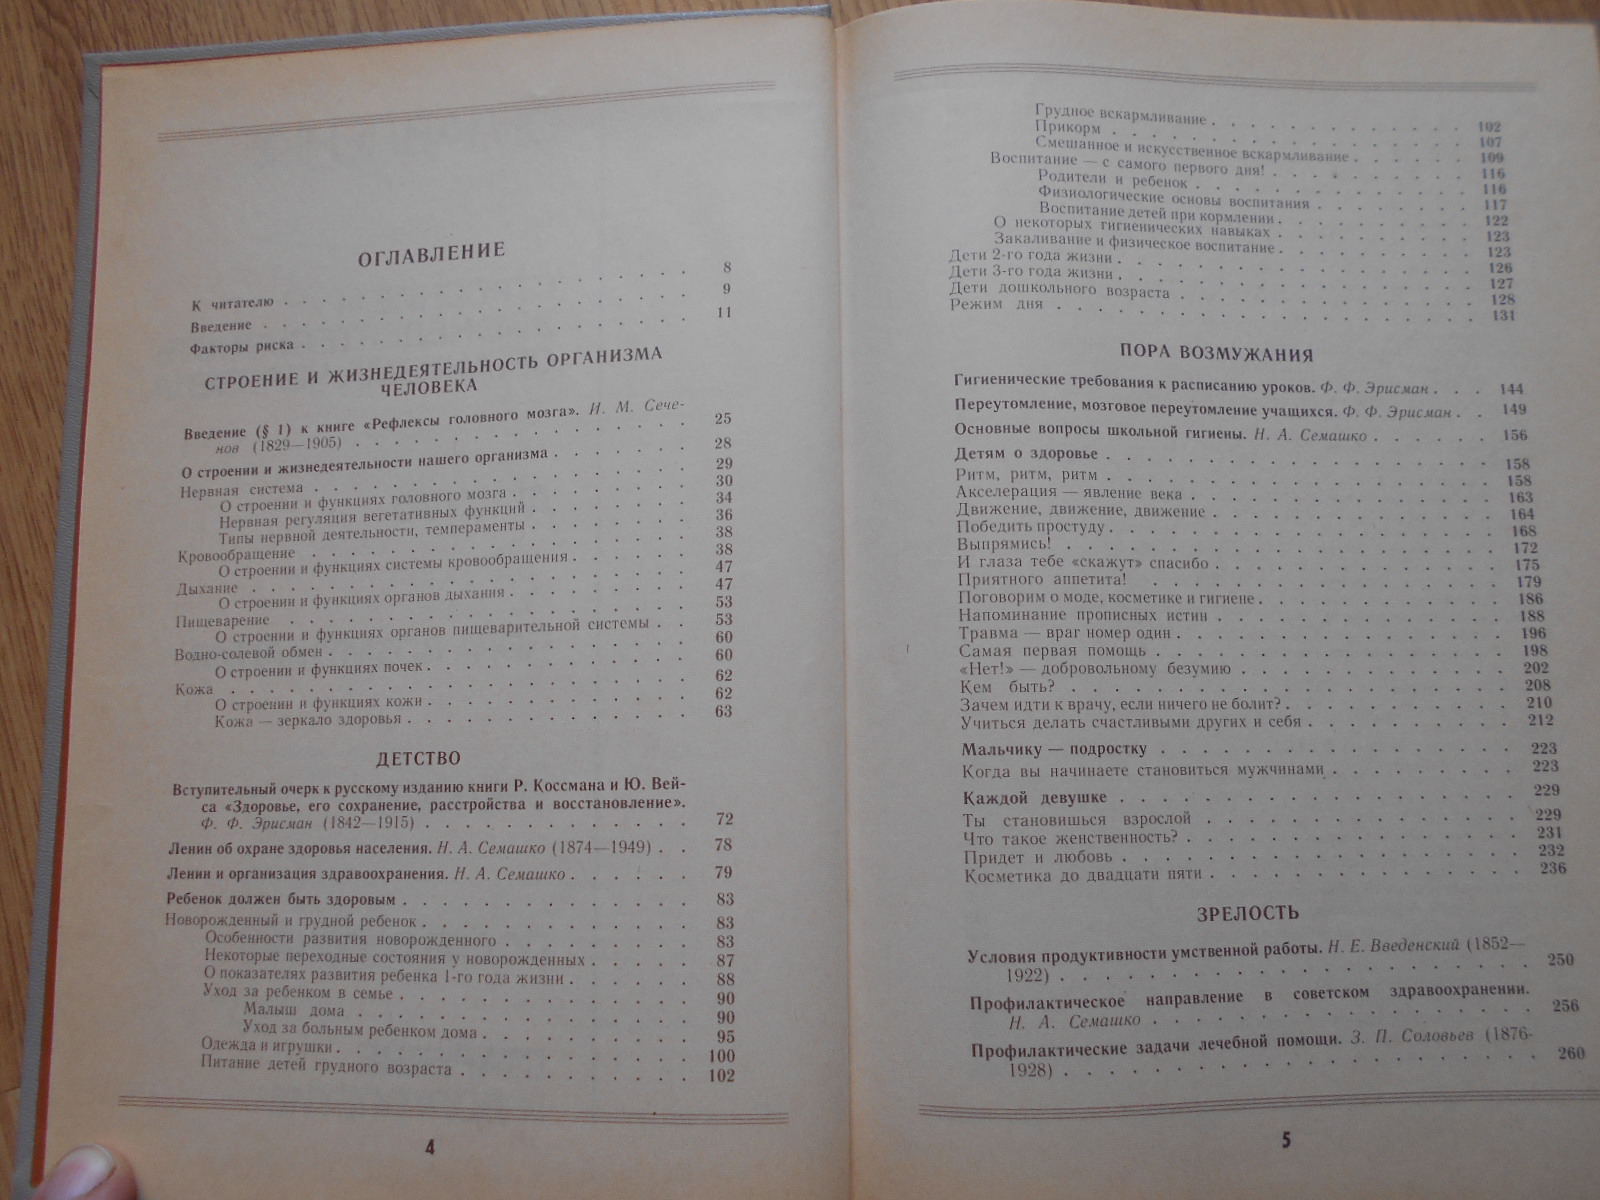 ОГЛАВЛЕНИЕ
К читателю . . . . . . . . . . . . . . . . 8
Введение . . . . . . . . . . . . . . . . 9
Факторы риска . . . . . . . . . . . . . . . . 11
СТРОЕНИЕ И ЖИЗНЕДЕЯТЕЛЬНОСТЬ ОРГАНИЗМА
ЧЕЛОВЕКА
Введение (§ 1) к книге «Рефлексы головного мозга». И. М. Сече-
нов (1829—1905) . . . . . . . . . . . . . . 25
О строении и жизнедеятельности нашего организма . . . . . . 28
Нервная система . . . . . . . . . . . . . . 29
О строении и функциях головного мозга . . . . . . . 30
Нервная регуляция вегетативных функций . . . . . . . 34
Типы нервной деятельности, темпераменты . . . . . . . 36
Кровообращение . . . . . . . . . . . . . . 38
О строении и функциях системы кровообращения . . . . . 38
Дыхание . . . . . . . . . . . . . . . . 47
О строении и функциях органов дыхания . . . . . . . 47
Пищеварение . . . . . . . . . . . . . . . 53
О строении и функциях органов пищеварительной системы . . 53
Водно-солевой обмен . . . . . . . . . . . . . . 60
О строении и функциях почек . . . . . . . . . . 60
Кожа . . . . . . . . . . . . . . . . . 62
О строении и функциях кожи . . . . . . . . . . 62
Кожа — зеркало здоровья . . . . . . . . . . . 63
ДЕТСТВО
Вступительный очерк к русскому изданию книги Р. Коссмана и Ю. Вей-
са «Здоровье, его сохранение, расстройства и восстановление».
Ф. Ф. Эрисман (1842—1915) . . . . . . . . . . . 72
Ленин об охране здоровья населения. Н. А. Семашко (1874—1949) . . 78
Ленин и организация здравоохранения. Н. А. Семашко . . . . . 79
Ребенок должен быть здоровым . . . . . . . . . . . 83
Новорожденный и грудной ребенок . . . . . . . . . . 83
Особенности развития новорожденного . . . . . . . . 83
Некоторые переходные состояния у новорожденных . . . . 87
О показателях развития ребенка 1-го года жизни . . . . . 88
Уход за ребенком в семье . . . . . . . . . . . 90
Малыш дома . . . . . . . . . . . . . . 90
Уход за больным ребенком дома . . . . . . . . . 95
Одежда и игрушки . . . . . . . . . . . . . 100
Питание детей грудного возраста . . . . . . . . . 102
4
Грудное вскармливание . . . . . . . . . . 102
Прикорм . . . . . . . . . . . . . . 107
Смешанное и искусственное вскармливание . . . . . . 109
Воспитание — с самого первого дня! . . . . . . . . 116
Родители и ребенок . . . . . . . . . . . 116
Физиологические основы воспитания . . . . . . . 117
Воспитание детей при кормлении . . . . . . . . 122
О некоторых гигиенических навыках . . . . . . . . 123
Закаливание и физическое воспитание . . . . . . . . 123
Дети 2-го года жизни . . . . . . . . . . . . . 126
Дети 3-го года жизни . . . . . . . . . . . . . 127
Дети дошкольного возраста . . . . . . . . . . . 128
Режим дня . . . . . . . . . . . . . . . . 131
ПОРА ВОЗМУЖАНИЯ
Гигиенические требования к расписанию уроков. Ф. Ф. Эрисман . . . 144
Переутомление, мозговое переутомление учащихся. Ф. Ф. Эрисман . . 149
Основные вопросы школьной гигиены. Н. А. Семашко . . . . . . 156
Детям о здоровье . . . . . . . . . . . . . . 158
Ритм, ритм, ритм . . . . . . . . . . . . . . 158
Акселерация — явление века . . . . . . . . . . . 163
Движение, движение, движение . . . . . . . . . . 164
Победить простуду . . . . . . . . . . . . . . 168
Выпрямись! . . . . . . . . . . . . . . . . 172
И глаза тебе «скажут» спасибо . . . . . . . . . . 175
Приятного аппетита! . . . . . . . . . . . . . 179
Поговорим о моде, косметике и гигиене . . . . . . . . 186
Напоминание прописных истин . . . . . . . . . . 188
Травма — враг номер один . . . . . . . . . . . 196
Самая первая помощь . . . . . . . . . . . . . 198
«Нет!» — добровольному безумию . . . . . . . . . 202
Кем быть? . . . . . . . . . . . . . . . . 208
Зачем идти к врачу, если ничего не болит? . . . . . . . 210
Учиться делать счастливыми других и себя . . . . . . . 212
Мальчику — подростку . . . . . . . . . . . . . 223
Когда вы начинаете становиться мужчинами . . . . . . . 223
Каждой девушке . . . . . . . . . . . . . . 229
Ты становишься взрослой . . . . . . . . . . . . 229
Что такое женственность? . . . . . . . . . . . . 231
Придет и любовь . . . . . . . . . . . . . . 232
Косметика до двадцати пяти . . . . . . . . . . . 236
ЗРЕЛОСТЬ
Условия продуктивности умственной работы. Н. Е. Введенский (1852—
1922) . . . . . . . . . . . . . . . . . 250
Профилактическое направление в советском здравоохранении.
Н. А. Семашко . . . . . . . . . . . . . . 256
Профилактические задачи лечебной помощи. З. П. Соловьев (1876-
1928) . . . . . . . . . . . . . . . . . 260
5